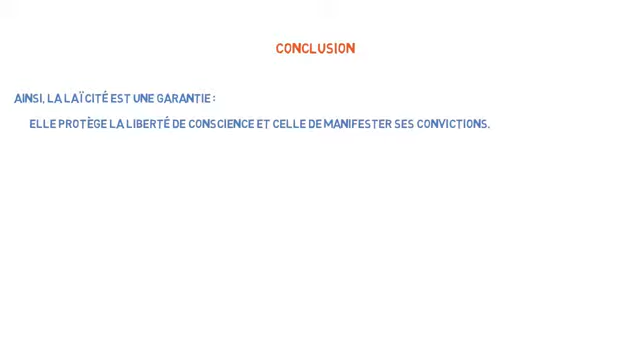 CONCLUSION
AINSI, LA LAÏCITÉ EST UNE GARANTIE :
ELLE PROTÈGE LA LIBERTÉ DE CONSCIENCE ET CELLE DE MANIFESTER SES CONVICTIONS.